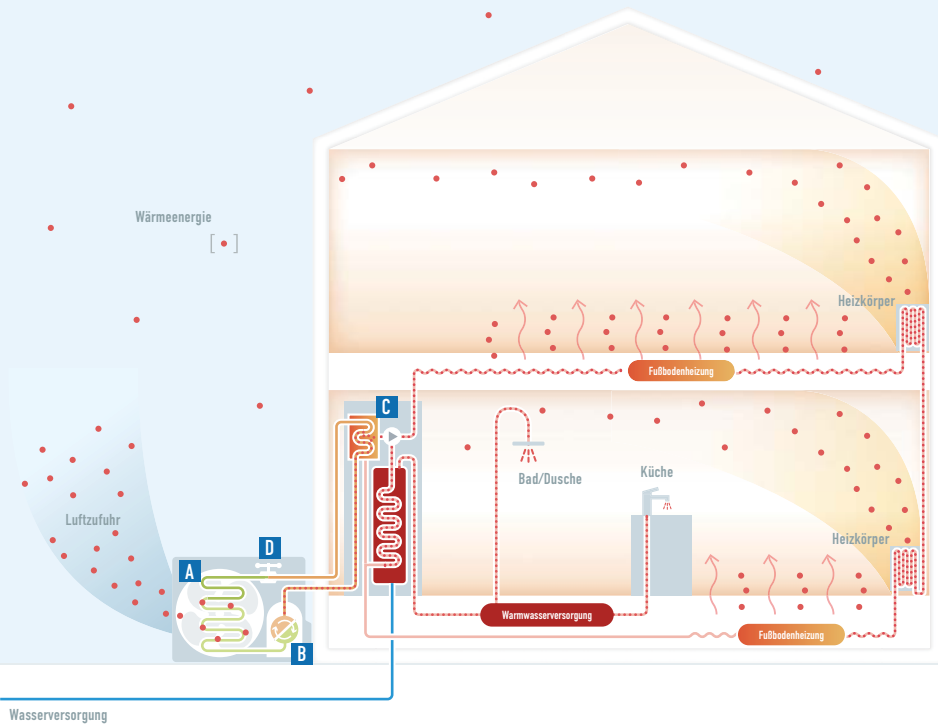 Wärmeenergie
[ ]
Heizkörper
Fußbodenheizung
C
Bad/Dusche
Küche
Luftzufuhr
Heizkörper
D
A
Warmwasserversorgung
Fußbodenheizung
B
Wasserversorgung